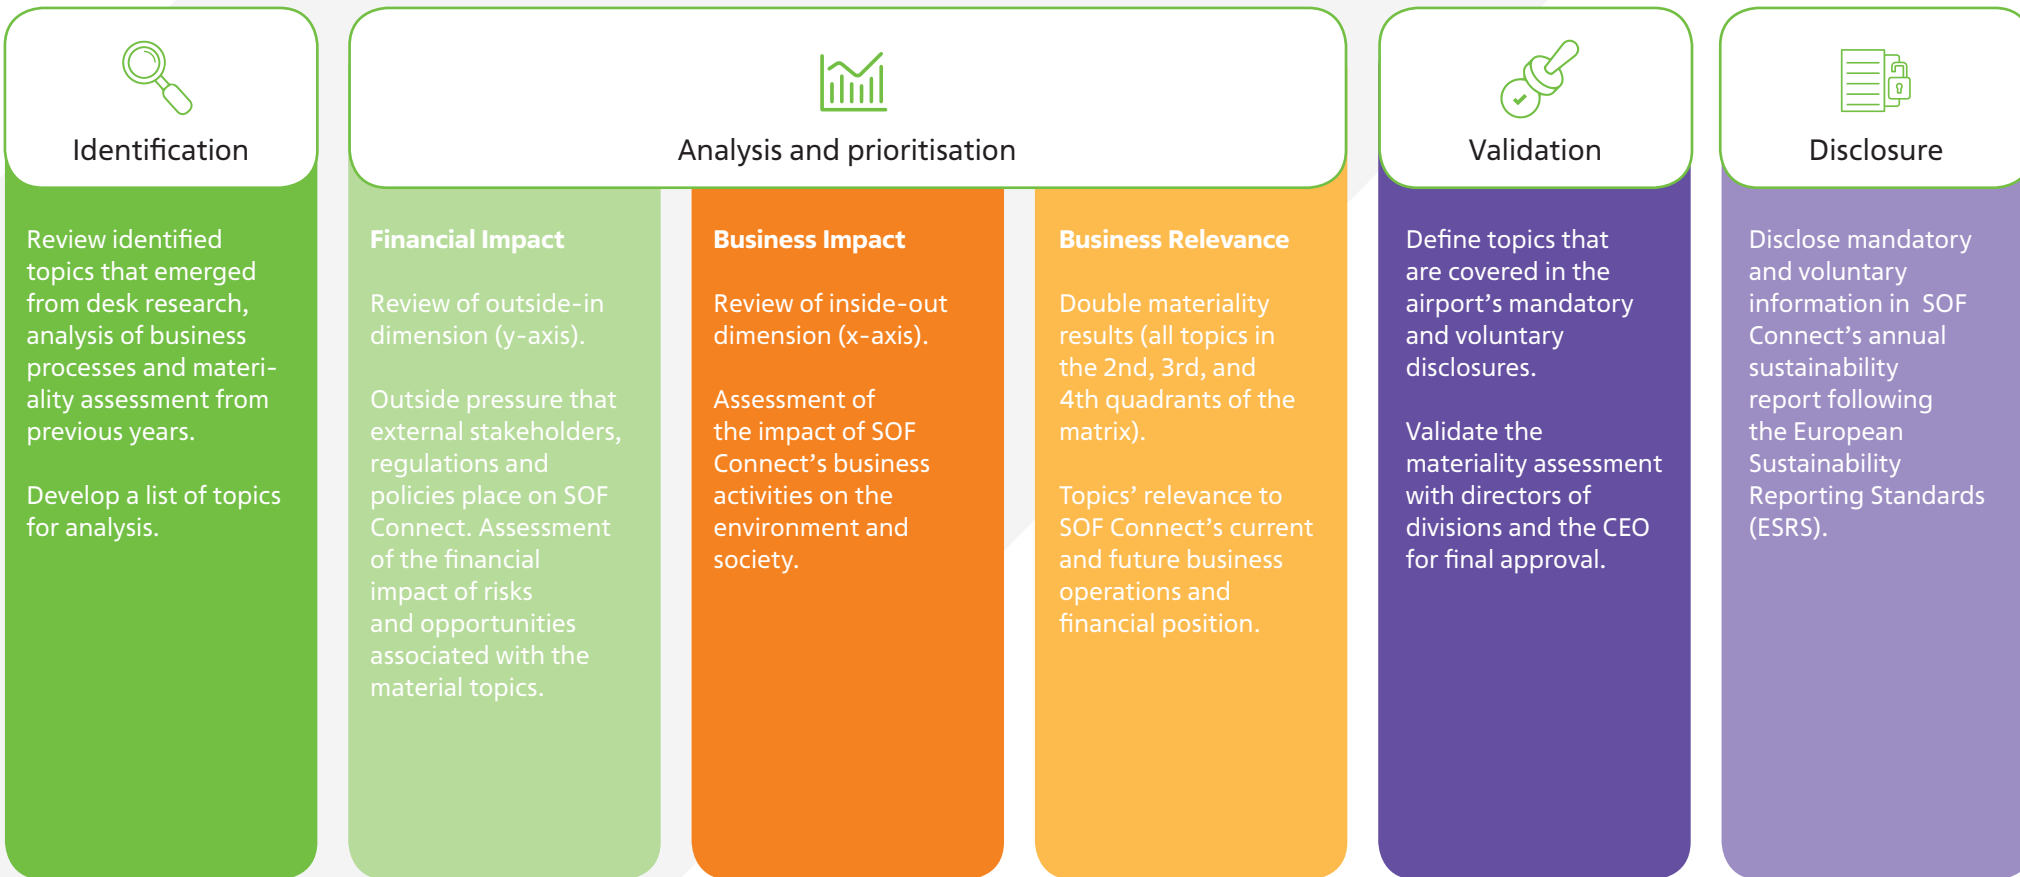 Identification
Review identified
topics that emerged
from desk research,
analysis of business
processes and materi-
ality assessment from
previous years.
Develop a list of topics
for analysis.
Analysis and prioritisation
Financial Impact
Review of outside-in
dimension (y-axis).
Outside pressure that
external stakeholders,
regulations and
policies place on SOF
Connect. Assessment
of the financial
impact of risks
and opportunities
associated with the
material topics.
Business Impact
Review of inside-out
dimension (x-axis).
Assessment of
the impact of SOF
Connect’s business
activities on the
environment and
society.
Business Relevance
Double materiality
results (all topics in
the 2nd, 3rd, and
4th quadrants of the
matrix).
Topics’ relevance to
SOF Connect’s current
and future business
operations and
financial position.
Validation
Define topics that
are covered in the
airport’s mandatory
and voluntary
disclosures.
Validate the
materiality assessment
with directors of
divisions and the CEO
for final approval.
Disclosure
Disclose mandatory
and voluntary
information in  SOF
Connect’s annual
sustainability
report following
the European
Sustainability
Reporting Standards
(ESRS).